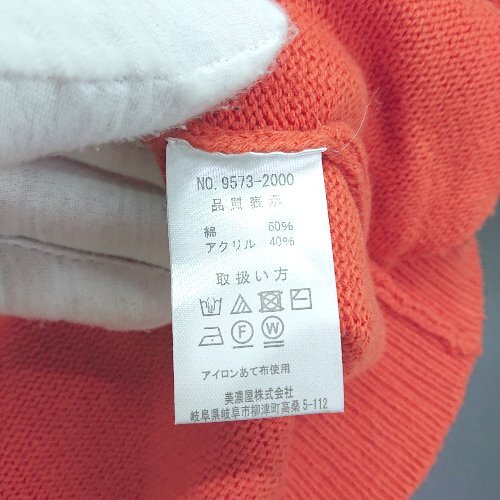 NO. 9573-2000
品質表示
綿 60%
アクリル 40%
取扱い方
F W
アイロンあて布使用
美濃屋株式会社
岐阜県岐阜市柳津町高桑5-112